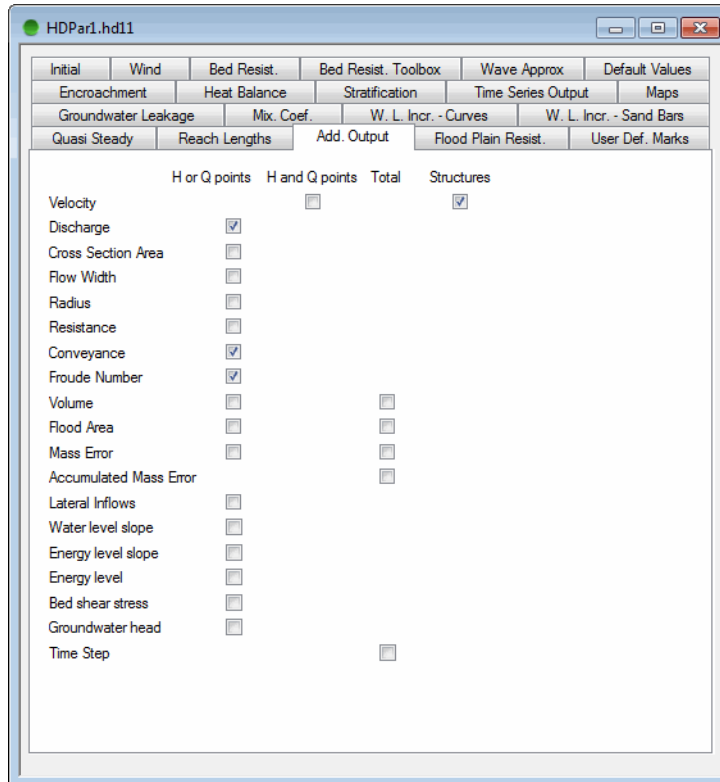 HDPar1.hd11
Initial Wind Bed Resist. Bed Resist. Toolbox Wave Approx Default Values
Encroachment Heat Balance Stratification Time Series Output Maps
Groundwater Leakage Mix. Coef. W. L. Incr. - Curves W. L. Incr. - Sand Bars
Quasi Steady Reach Lengths Add. Output Flood Plain Resist. User Def. Marks
H or Q points H and Q points Total Structures
Velocity
Discharge
Cross Section Area
Flow Width
Radius
Resistance
Conveyance
Froude Number
Volume
Flood Area
Mass Error
Accumulated Mass Error
Lateral Inflows
Water level slope
Energy level slope
Energy level
Bed shear stress
Groundwater head
Time Step